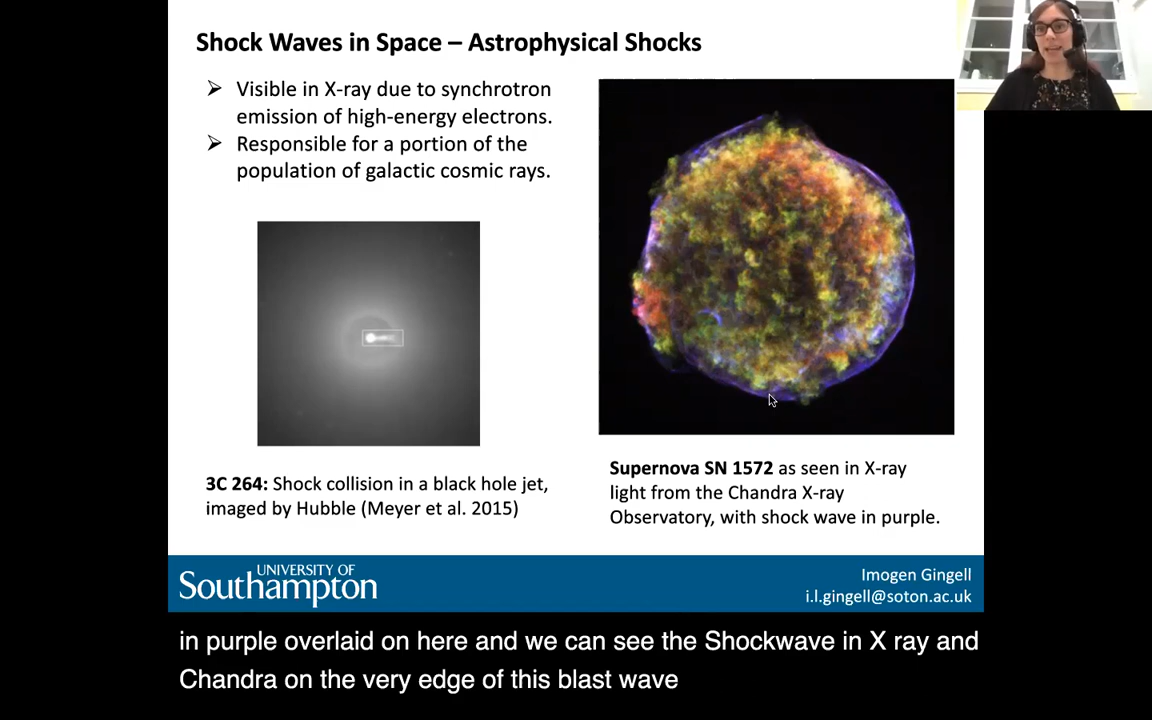 Shock Waves in Space – Astrophysical Shocks
Visible in X-ray due to synchrotron
emission of high-energy electrons.
Responsible for a portion of the
population of galactic cosmic rays.
3C 264: Shock collision in a black hole jet,
imaged by Hubble (Meyer et al. 2015)
Supernova SN 1572 as seen in X-ray
light from the Chandra X-ray
Observatory, with shock wave in purple.
UNIVERSITY OF
Southampton
Imogen Gingell
i.l.gingell@soton.ac.uk
in purple overlaid on here and we can see the Shockwave in X ray and
Chandra on the very edge of this blast wave